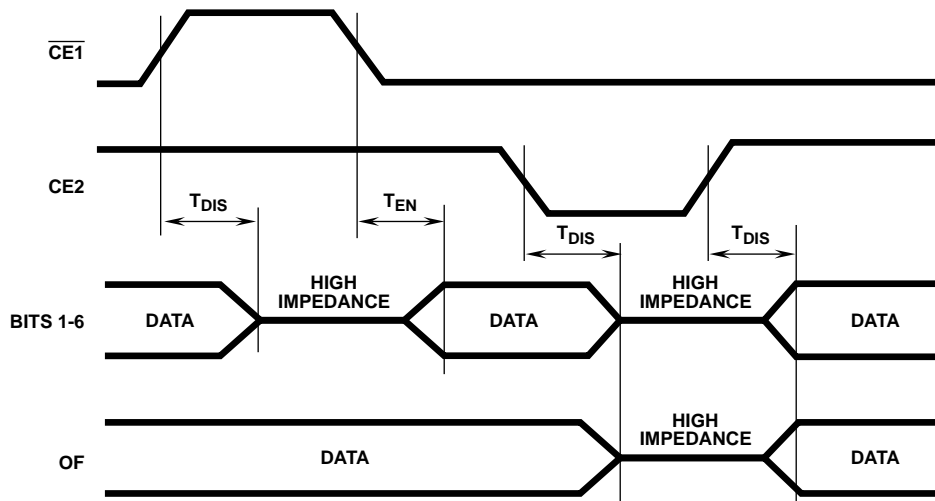 CE1
CE2
TDIS
TEN
TDIS
TDIS
BITS 1-6
DATA
HIGH
IMPEDANCE
DATA
HIGH
IMPEDANCE
DATA
OF
DATA
HIGH
IMPEDANCE
DATA